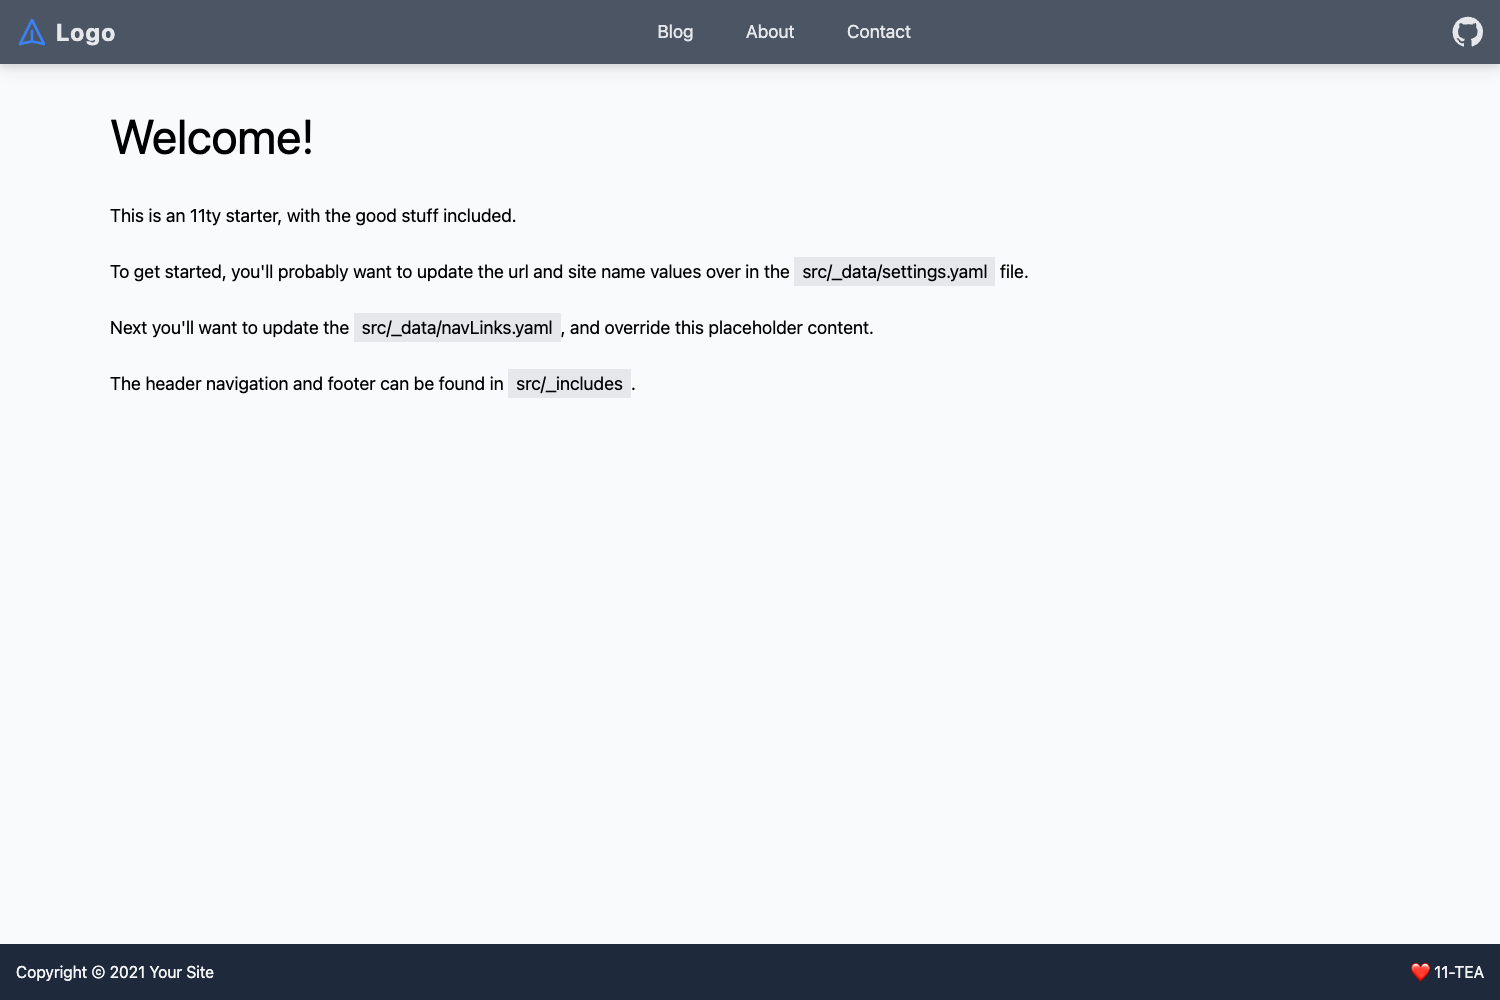 Logo
Blog
About
Contact
Welcome!
This is an 11ty starter, with the good stuff included.
To get started, you'll probably want to update the url and site name values over in the src/_data/settings.yaml file.
Next you'll want to update the src/_data/navLinks.yaml , and override this placeholder content.
The header navigation and footer can be found in src/_includes .
Copyright © 2021 Your Site
❤️ 11-TEA